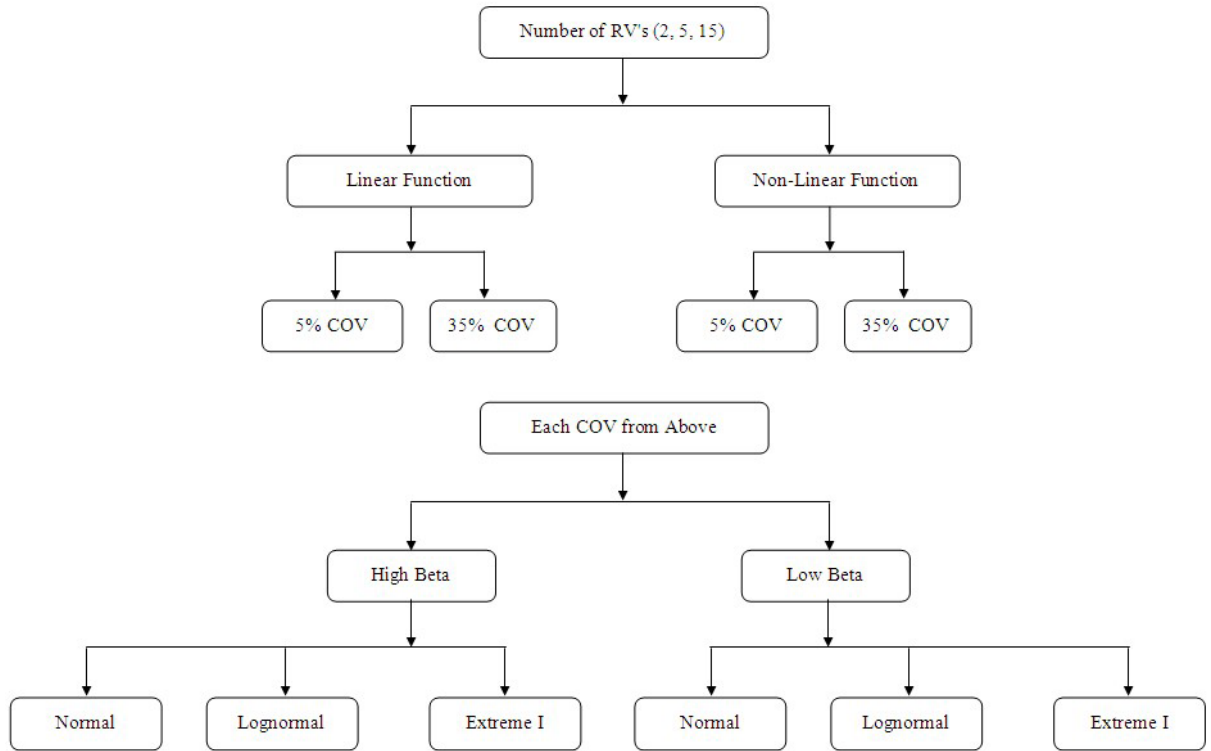 Number of RV's (2, 5, 15)
Linear Function
Non-Linear Function
5% COV
35% COV
5% COV
35% COV
Each COV from Above
High Beta
Low Beta
Normal
Lognormal
Extreme I
Normal
Lognormal
Extreme I